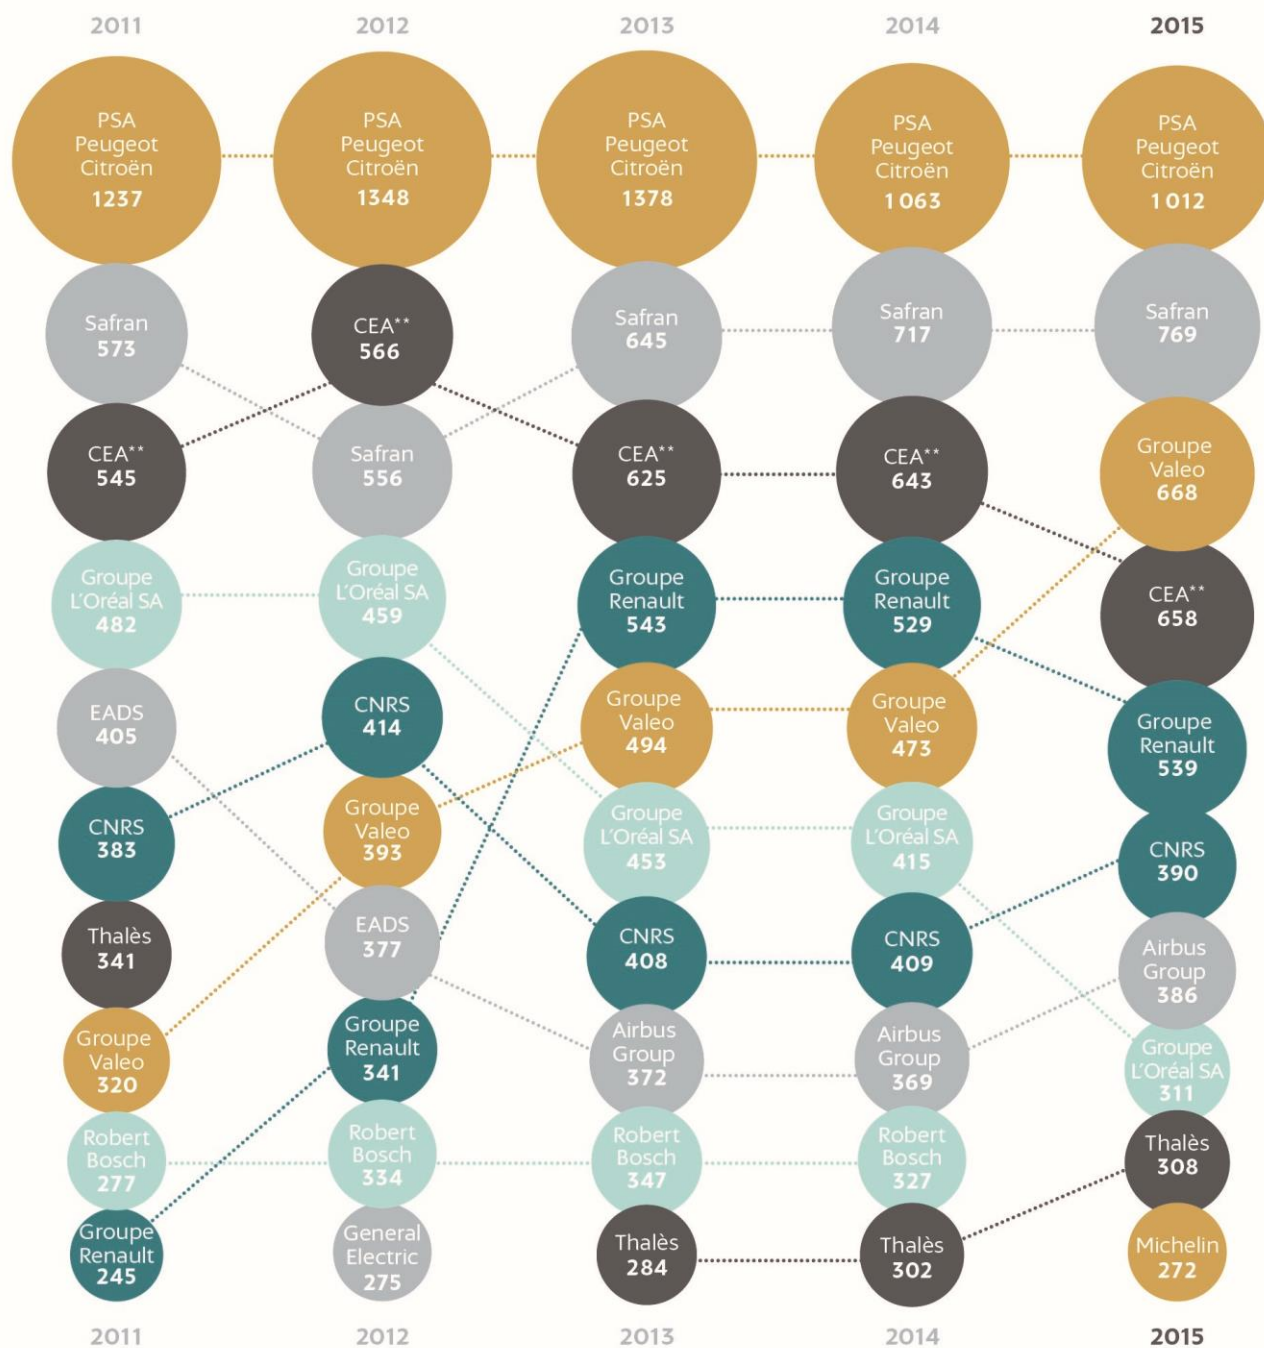 2011
2012
2013
2014
2015
PSA
Peugeot
Citroën
1237
PSA
Peugeot
Citroën
1348
PSA
Peugeot
Citroën
1378
PSA
Peugeot
Citroën
1 063
PSA
Peugeot
Citroën
1 012
Safran
573
CEA**
566
Safran
645
Safran
717
Safran
769
CEA**
545
Safran
556
CEA**
625
CEA**
643
Groupe
Valeo
668
Groupe
L'Oréal SA
482
Groupe
L'Oréal SA
459
Groupe
Renault
543
Groupe
Renault
529
CEA**
658
EADS
405
CNRS
414
Groupe
Valeo
494
Groupe
Valeo
473
Groupe
Renault
539
CNRS
383
Groupe
Valeo
393
Groupe
L'Oréal SA
453
Groupe
L'Oréal SA
415
CNRS
390
Thalès
341
EADS
377
CNRS
408
CNRS
409
Airbus
Group
386
Groupe
Valeo
320
Groupe
Renault
341
Airbus
Group
372
Airbus
Group
369
Groupe
L'Oréal SA
311
Robert
Bosch
277
Robert
Bosch
334
Robert
Bosch
347
Robert
Bosch
327
Thalès
308
Groupe
Renault
245
General
Electric
275
Thalès
284
Thalès
302
Michelin
272
2011
2012
2013
2014
2015